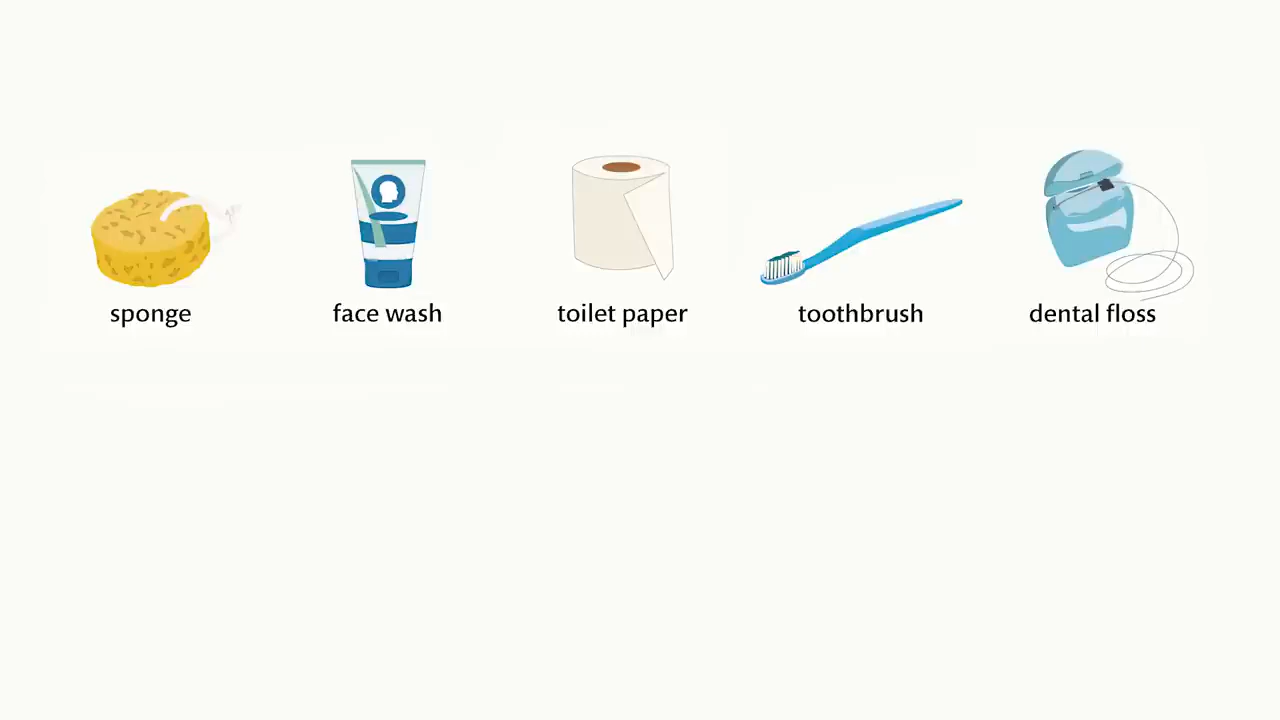 sponge
face wash
toilet paper
toothbrush
dental floss